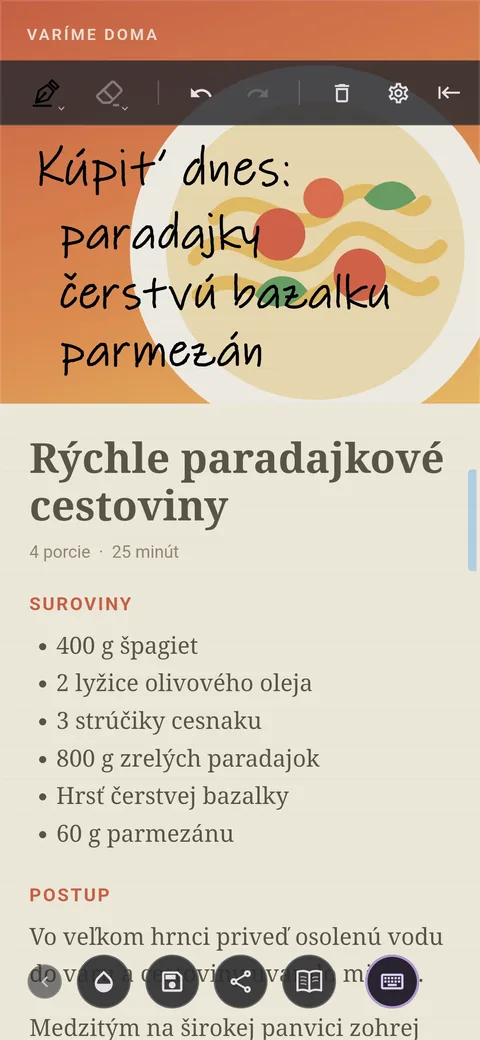 VARÍME DOMA
Kúpiť dnes:
paradajky
čerstvú bazalku
parmezán
Rýchle paradajkové
cestoviny
4 porcie · 25 minút
SUROVINY
• 400 g špagiet
• 2 lyžice olivového oleja
• 3 strúčiky cesnaku
• 800 g zrelých paradajok
• Hrsť čerstvej bazalky
• 60 g parmezánu
POSTUP
Vo veľkom hrnci priveď osolenú vodu
do
Medzitým na širokej panvici zohrej